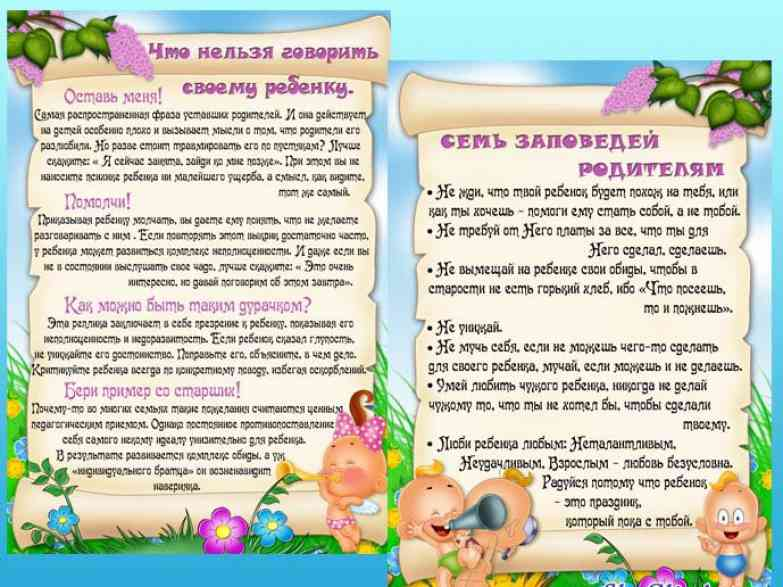 Что нельзя говорить
своему ребенку.
Оставь меня!
Самая распространенная фраза уставших родителей. И она действует
на детей особенно плохо и вызывает мысли о том, что родители его
разлюбили. Но разве стоит травмировать его по пустякам? Лучше
скажите: « Я сейчас занята, зайди ко мне позже». При этом вы не
наносите психике ребенка ни малейшего ущерба, а смысл, как видите,
тот же самый.
Помолчи!
Приказывая ребенку молчать, вы даете ему понять, что не желаете
разговаривать с ним . Если повторять этот выкрик достаточно часто,
у ребенка может развиться комплекс неполноценности. И даже если вы
не в состоянии выслушать свое чадо, лучше скажите: « Это очень
интересно, но давай поговорим об этом завтра».
Как можно быть таким дурачком?
Эта реплика заключает в себе презрение к ребенку, показывая его
неполноценность и недоразвитость. Если ребенок сказал глупость,
не унижайте его достоинство. Поправьте его, объясните, в чем дело.
Критикуйте ребенка всегда по конкретному поводу, избегая оскорблений.
Бери пример со старших!
Почему-то во многих семьях такие пожелания считаются ценным
педагогическим приемом. Однако постоянное противопоставление
себя самого некому идеалу унизительно для ребенка.
В результате развивается комплекс обиды, а уж
«индивидуального братца» он возненавидит
наверняка.
СЕМЬ ЗАПОВЕДЕЙ
РОДИТЕЛЯМ
• Не жди, что твой ребенок будет похож на тебя, или
как ты хочешь - помоги ему стать собой, а не тобой.
• Не требуй от Него платы за все, что ты для
Него сделал, сделаешь.
• Не вымещай на ребенке свои обиды, чтобы в
старости не есть горький хлеб, ибо «Что посеешь,
то и пожнешь».
• Не унижай.
• Не мучь себя, если не можешь чего-то сделать
для своего ребенка, мучай, если можешь и не делаешь.
• Умей любить чужого ребенка, никогда не делай
чужому то, что ты не хотел бы, чтобы сделали
твоему.
• Люби ребенка любым: Неталантливым,
Неудачливым, Взрослым - любовь безусловна.
Радуйся потому что ребенок
- это праздник,
который пока с тобой.